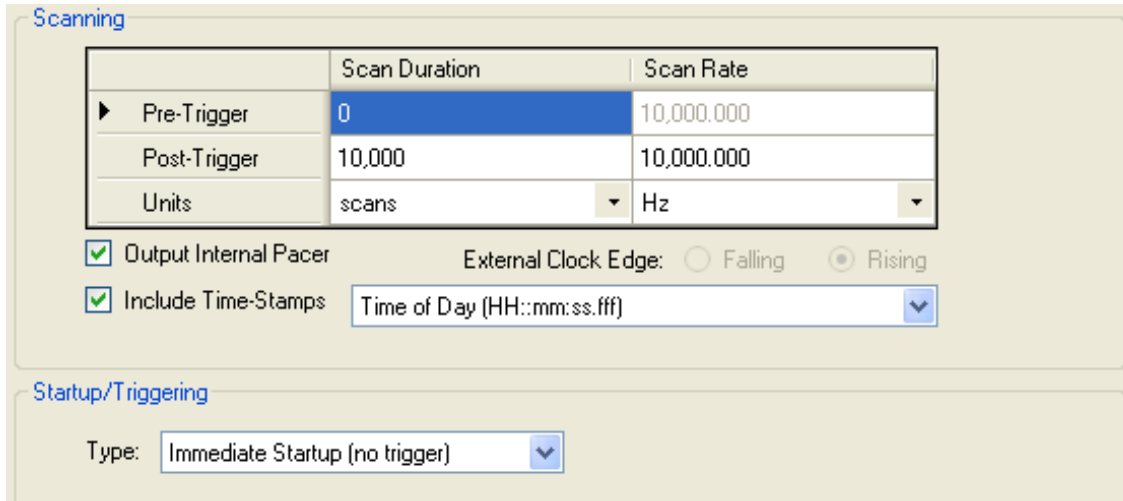 Scanning
Scan Duration Scan Rate
Pre-Trigger 0 10,000.000
Post-Trigger 10,000 10,000.000
Units scans Hz
Output Internal Pacer External Clock Edge: Falling Rising
Include Time-Stamps Time of Day (HH::mm:ss.fff)
Startup/Triggering
Type: Immediate Startup (no trigger)